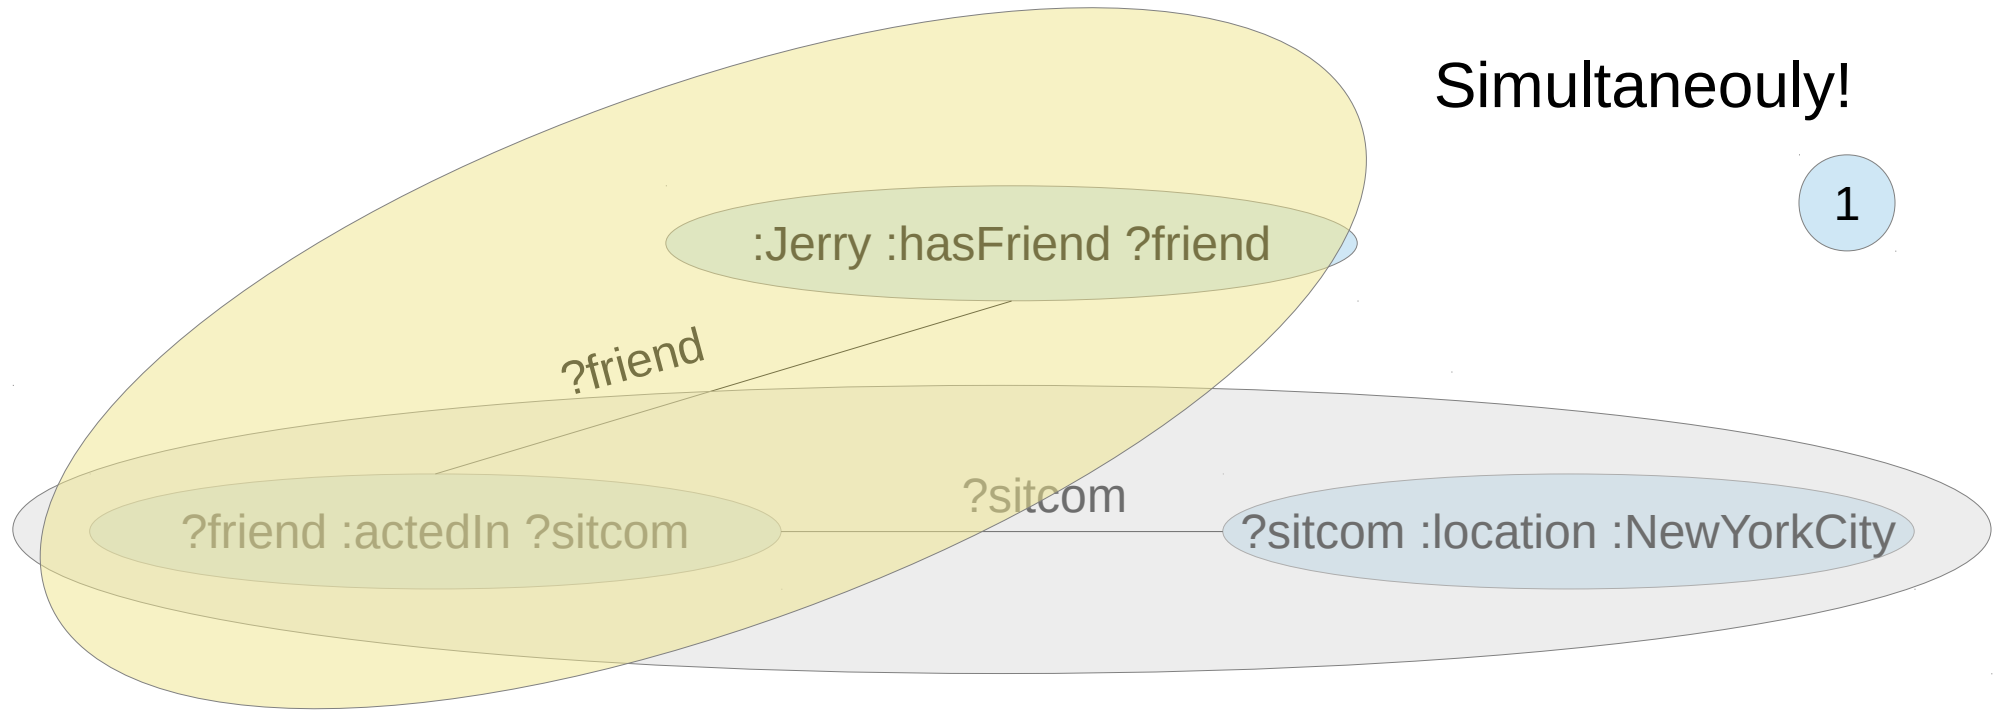 Simultaneouly!
1
:Jerry :hasFriend ?friend
?friend
?sitcom
?friend :actedIn ?sitcom
?sitcom :location :NewYorkCity